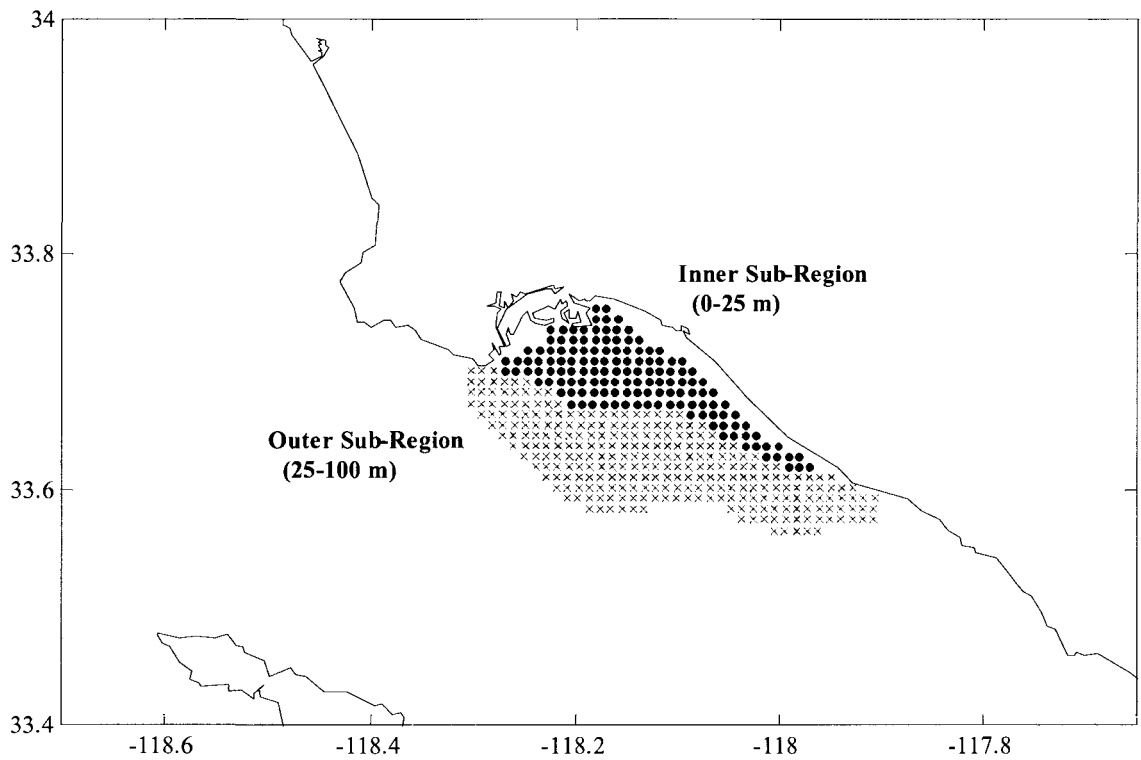 34
33.8
33.6
33.4
Inner Sub-Region
(0-25 m)
Outer Sub-Region
(25-100 m)
-118.6
-118.4
-118.2
-118
-117.8